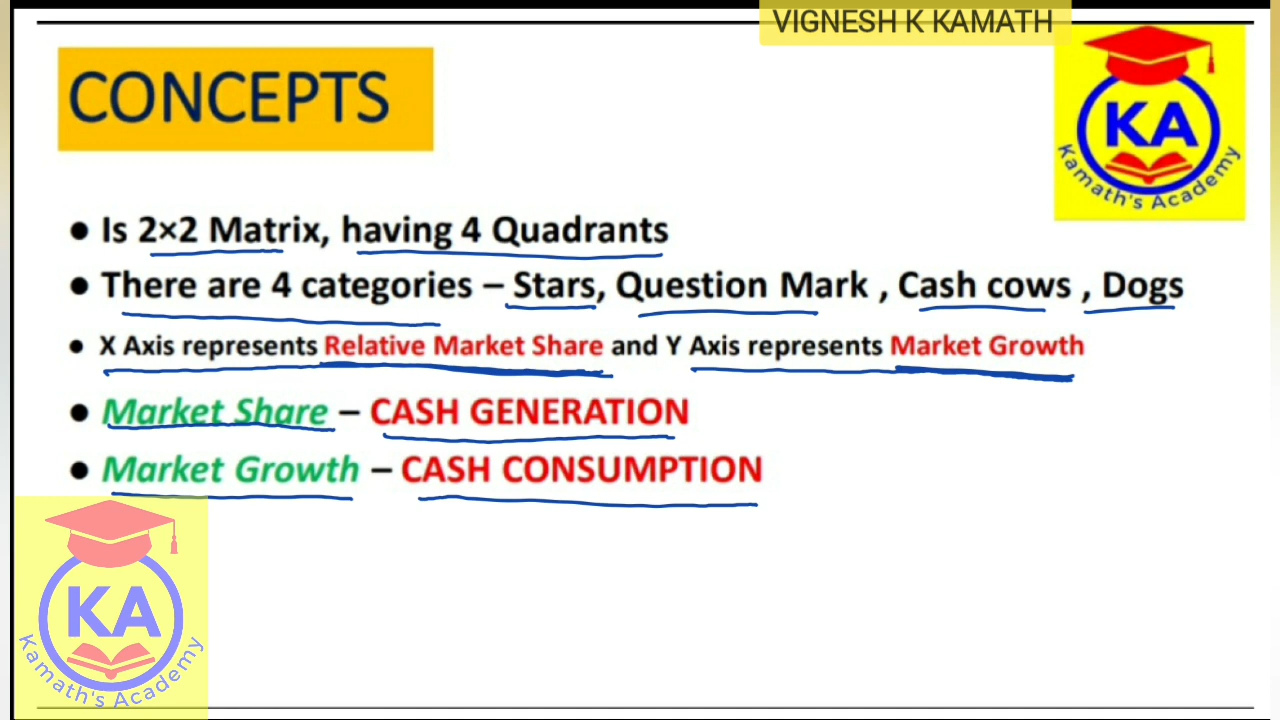 VIGNESH K KAMATH
CONCEPTS
KA
Kamath's Academy
● Is 2×2 Matrix, having 4 Quadrants
● There are 4 categories – Stars, Question Mark , Cash cows , Dogs
● X Axis represents Relative Market Share and Y Axis represents Market Growth
● Market Share – CASH GENERATION
● Market Growth – CASH CONSUMPTION
KA
Kamath's Academy